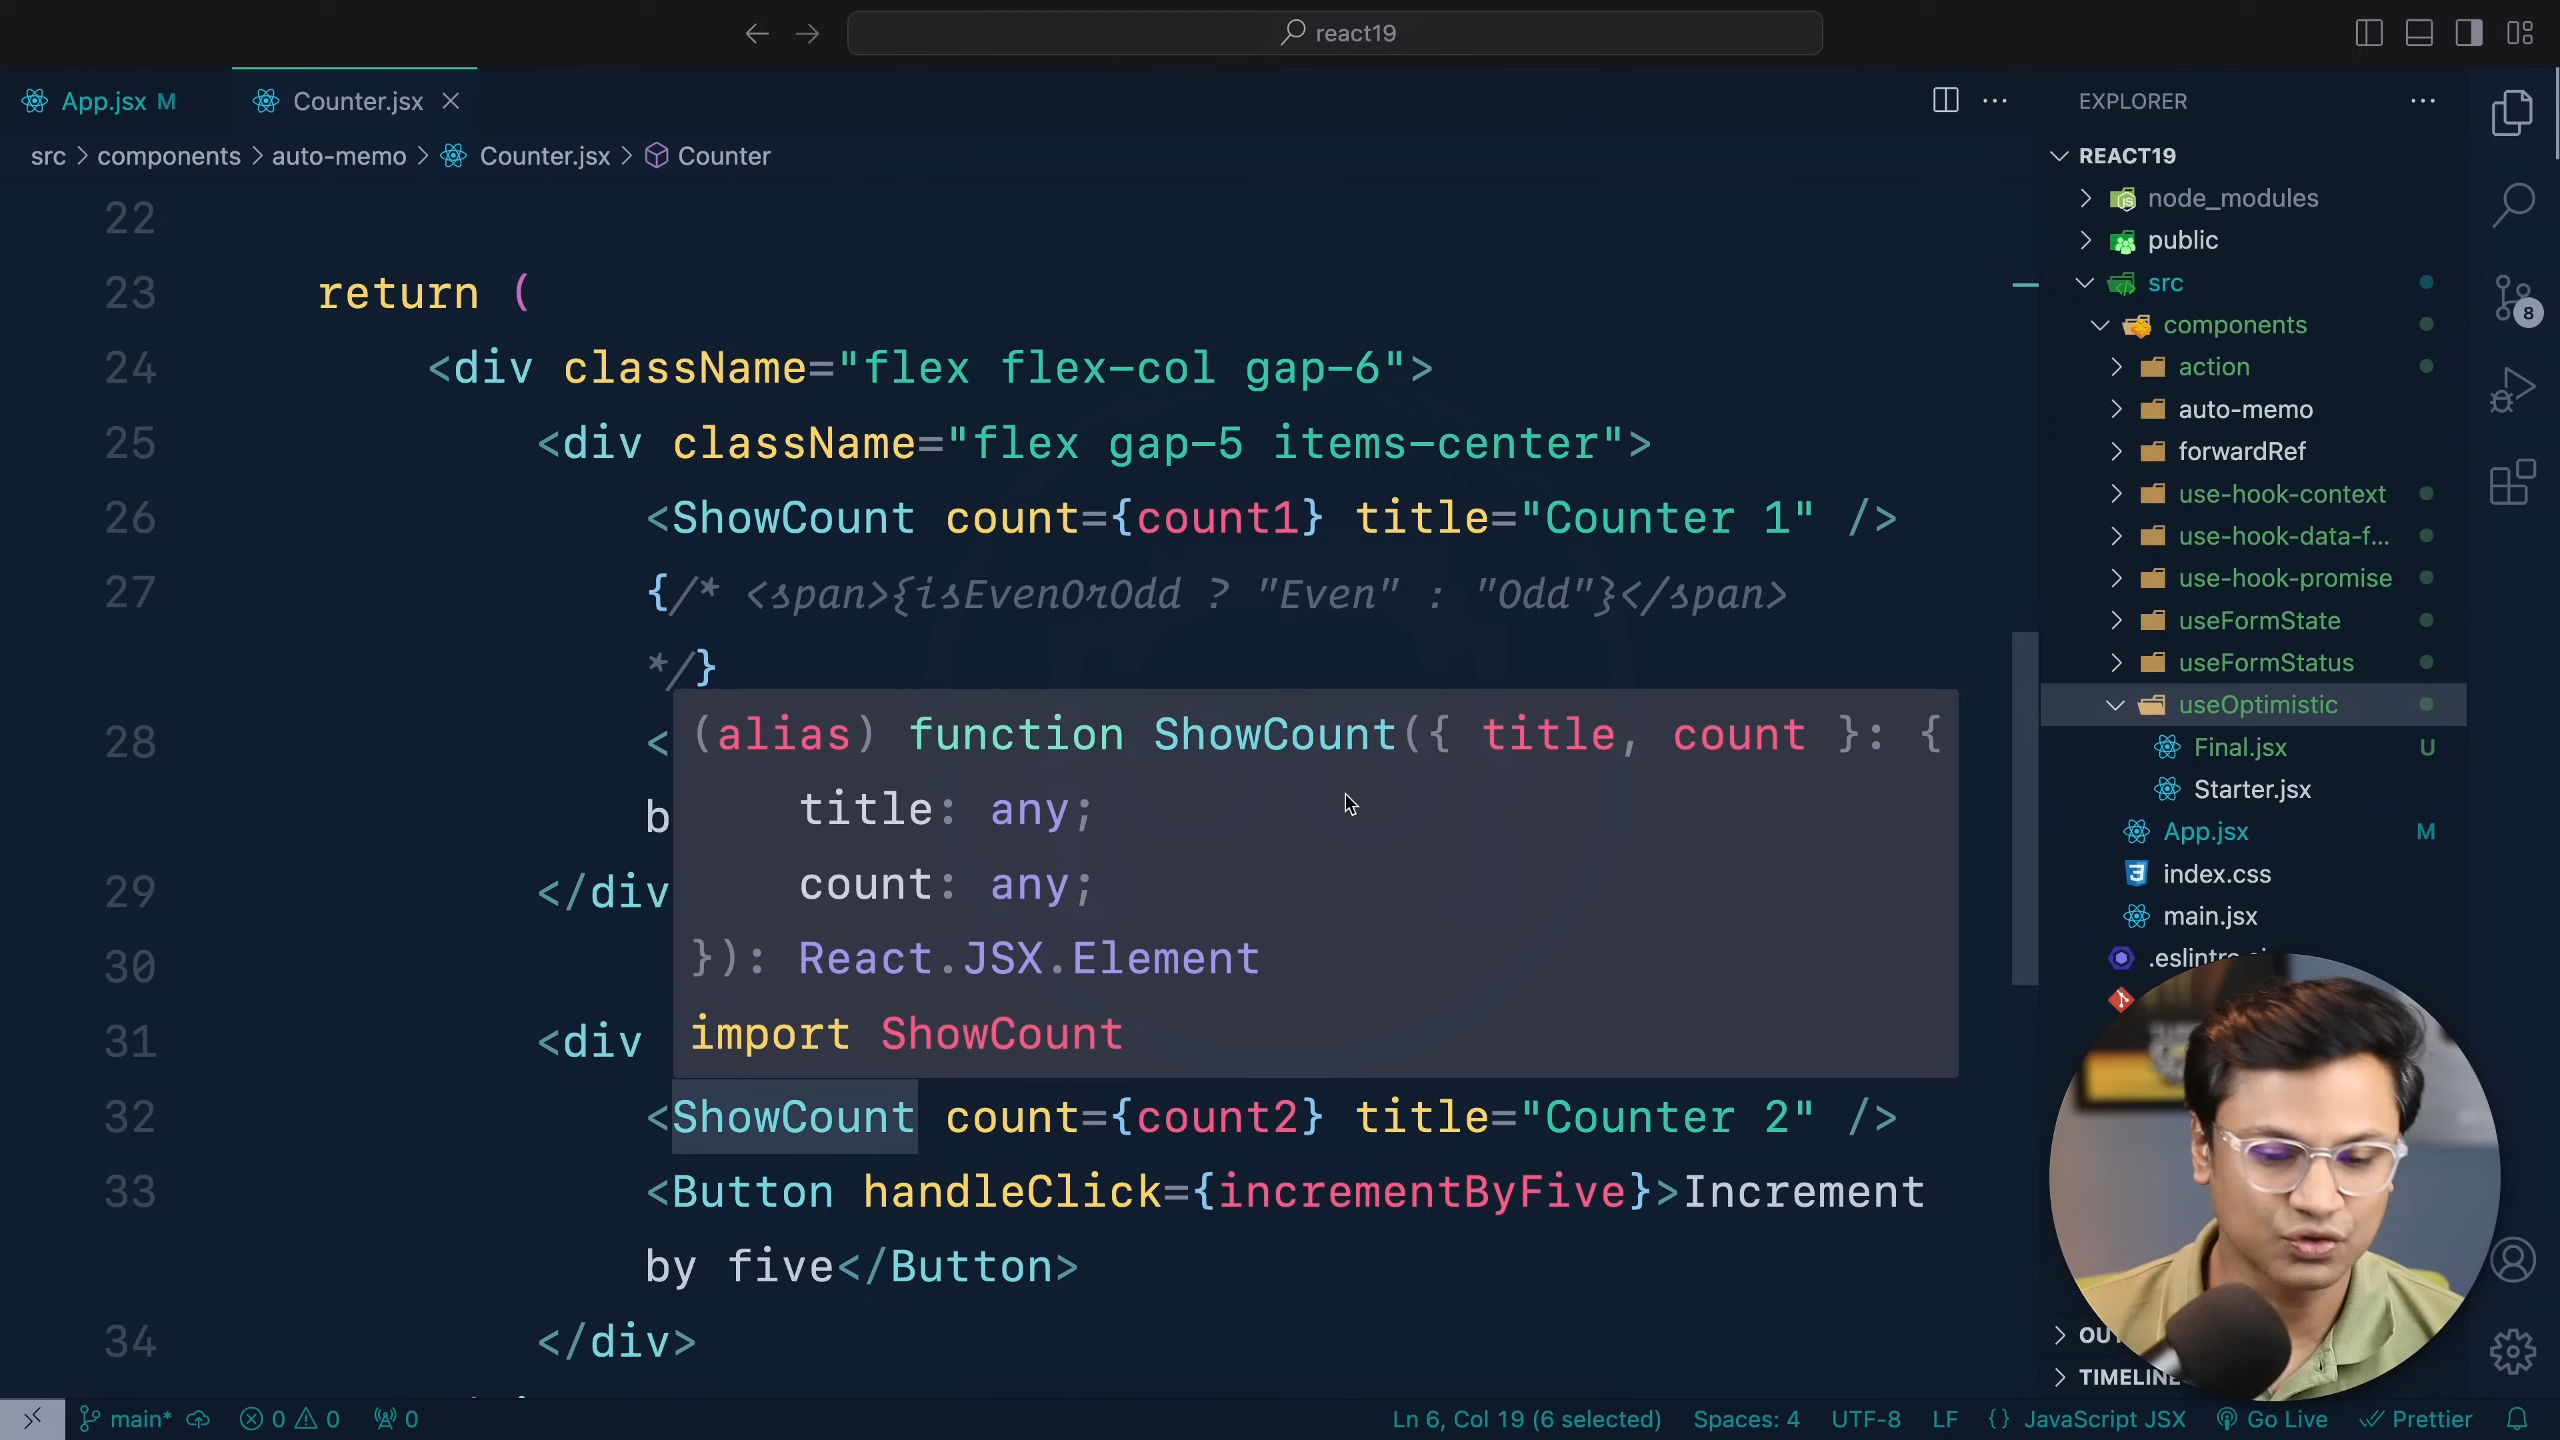 react19
App.jsx M
Counter.jsx
src > components > auto-memo > Counter.jsx > Counter
22
23 return (
24 <div className="flex flex-col gap-6">
25 <div className="flex gap-5 items-center">
26 <ShowCount count={count1} title="Counter 1" />
27 {/* <span>{isEvenOrOdd ? "Even" : "Odd"}</span>
*/}
28 <
b
29 </div
30
31 <div
(alias) function ShowCount({ title, count }: {
title: any;
count: any;
}): React.JSX.Element
import ShowCount
32 <ShowCount count={count2} title="Counter 2" />
33 <Button handleClick={incrementByFive}>Increment
by five</Button>
34 </div>
EXPLORER
REACT19
node_modules
public
src
components
action
auto-memo
forwardRef
use-hook-context
use-hook-data-f...
use-hook-promise
useFormState
useFormStatus
useOptimistic
Final.jsx U
Starter.jsx
App.jsx M
index.css
main.jsx
TIMELINE
8
main* 0 0 0
Ln 6, Col 19 (6 selected) Spaces: 4 UTF-8 LF {} JavaScript JSX Go Live Prettier